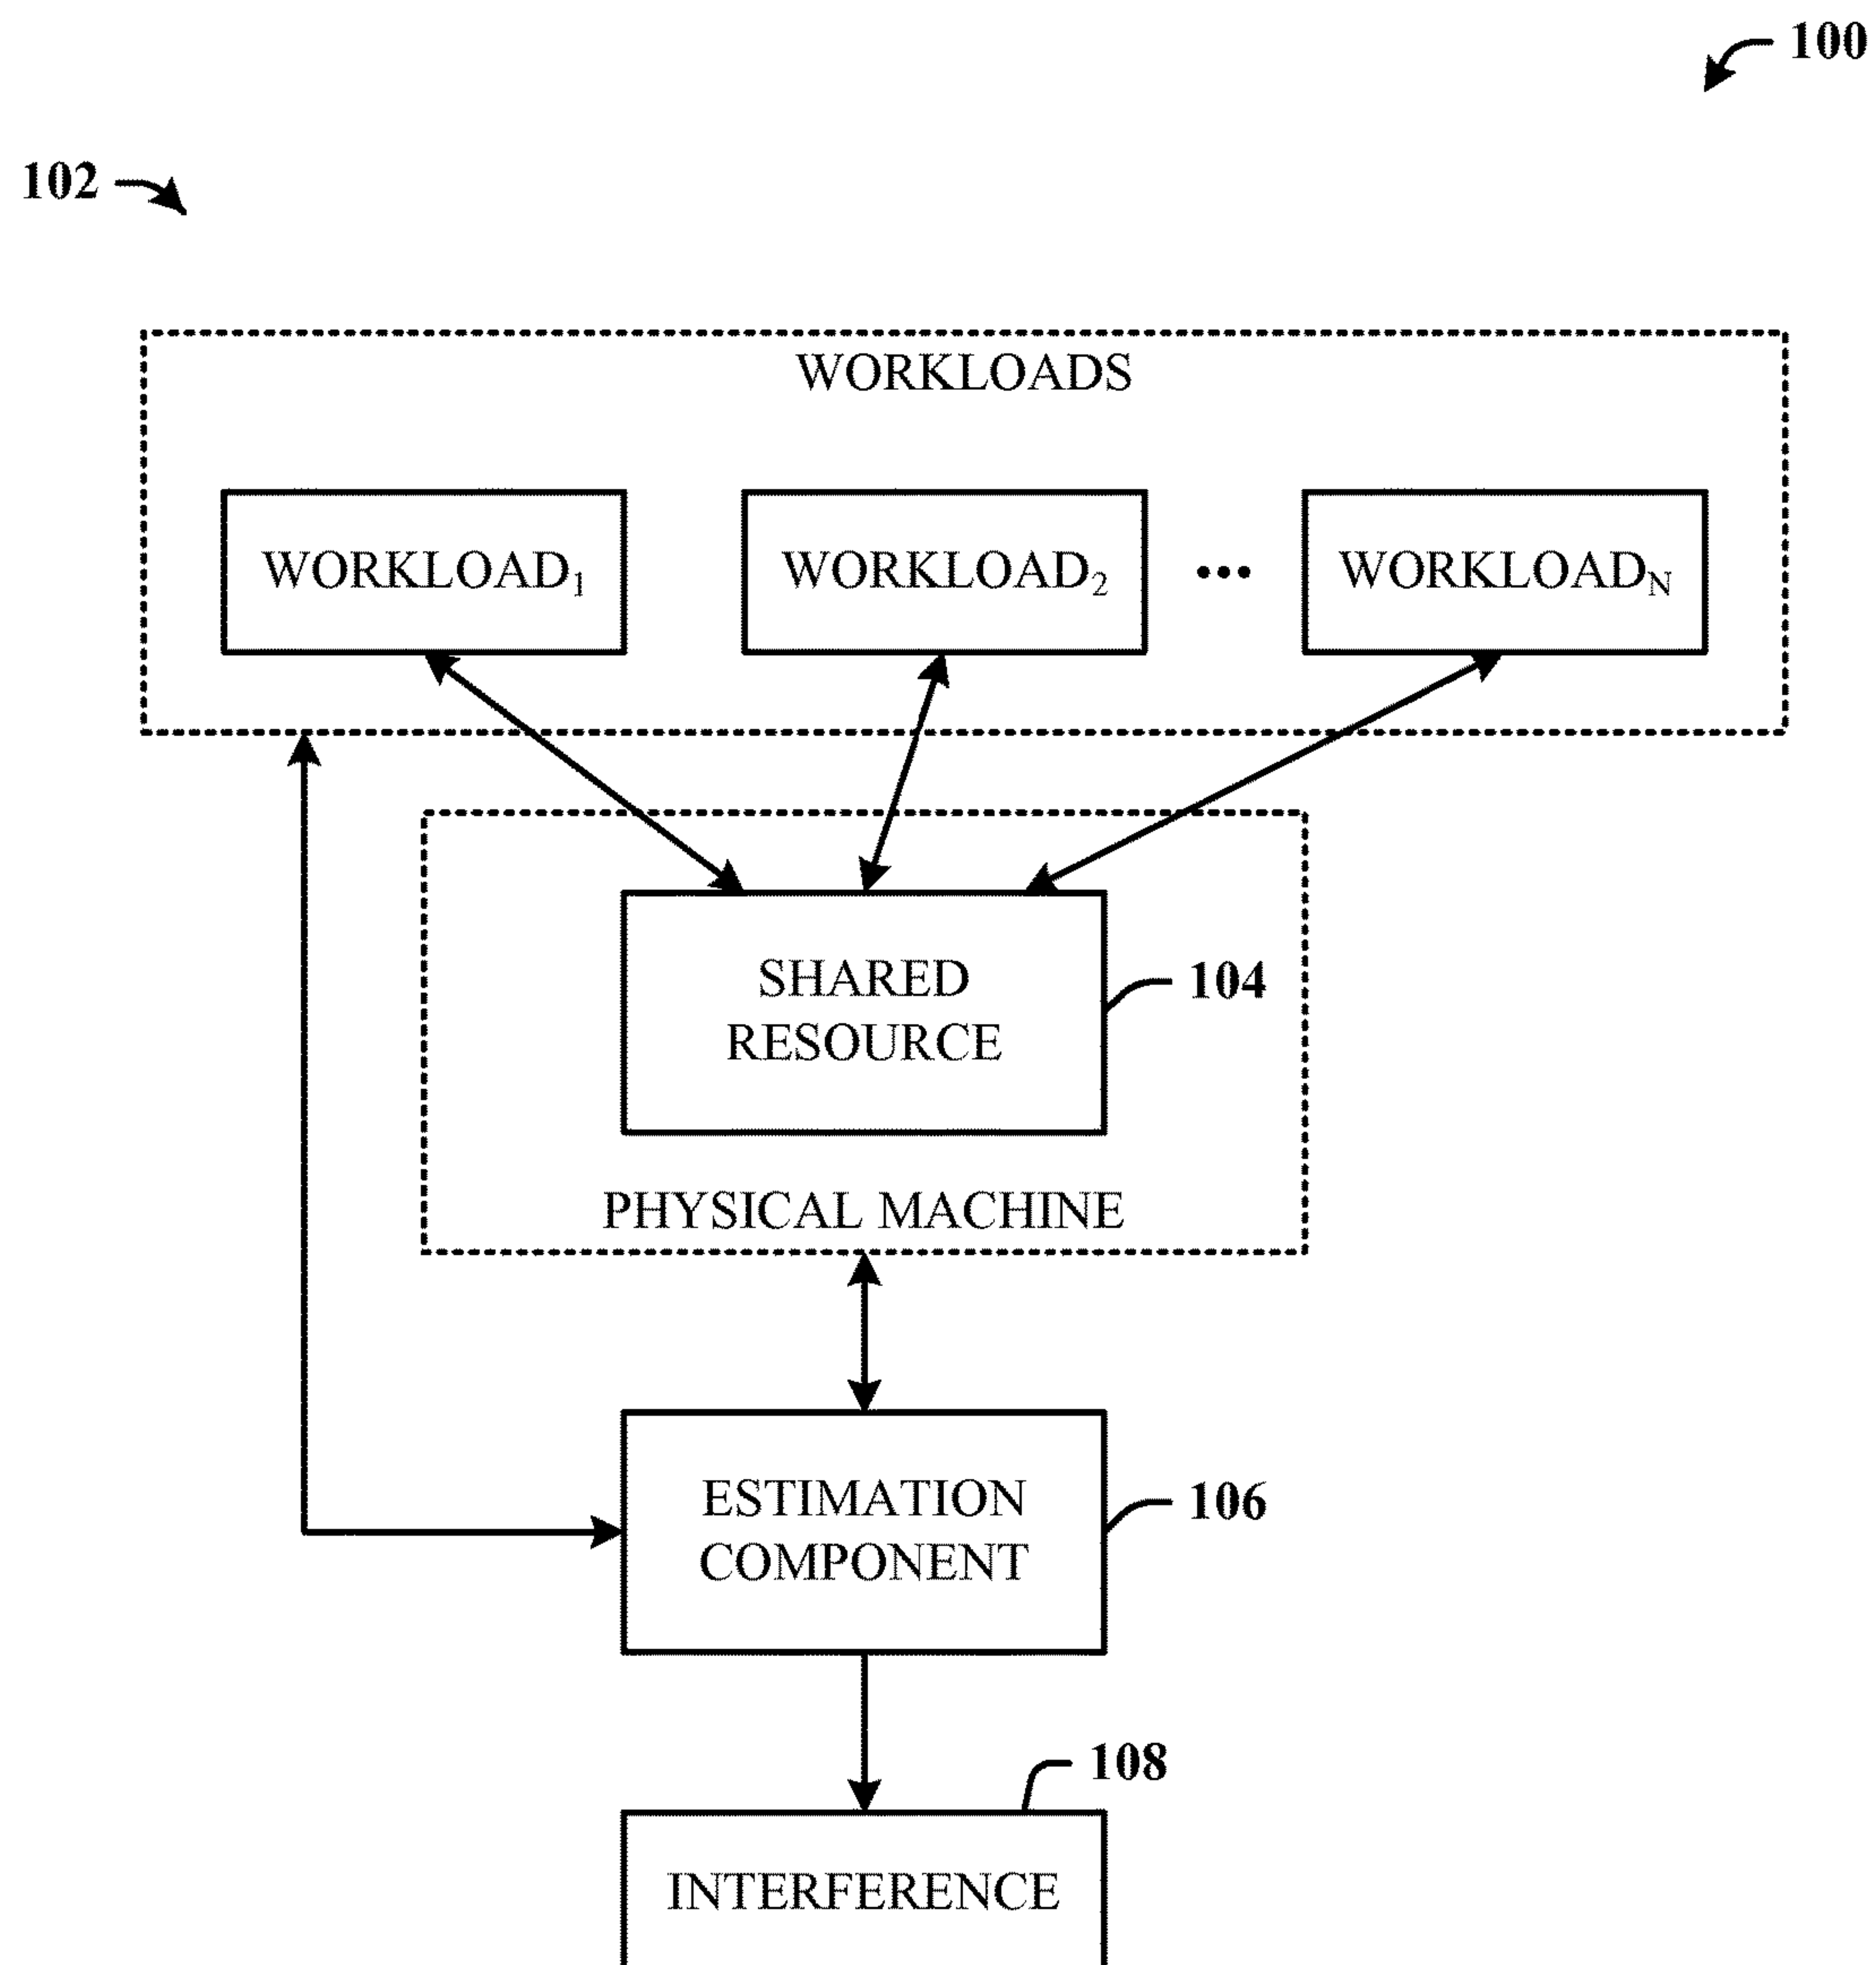 100
102
WORKLOADS
WORKLOAD₁ WORKLOAD₂ ••• WORKLOADN
SHARED
RESOURCE
104
PHYSICAL MACHINE
ESTIMATION
COMPONENT
106
108
INTERFERENCE